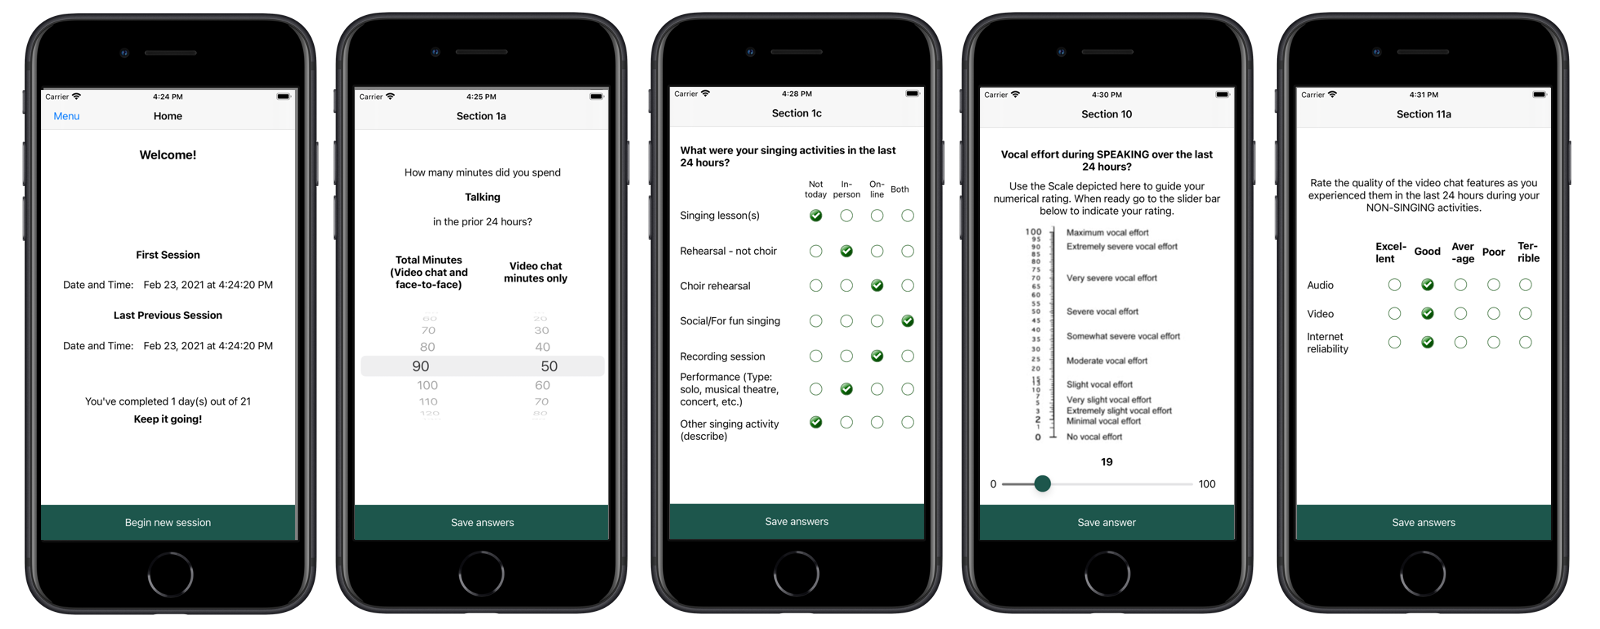 Carrier 4:24 PM
Menu Home
Welcome!
First Session
Date and Time: Feb 23, 2021 at 4:24:20 PM
Last Previous Session
Date and Time: Feb 23, 2021 at 4:24:20 PM
You've completed 1 day(s) out of 21
Keep it going!
Begin new session
Carrier 4:25 PM
Section 1a
How many minutes did you spend
Talking
in the prior 24 hours?
Total Minutes
(Video chat and
face-to-face)
Video chat
minutes only
60 20
70 30
80 40
90 50
100 60
110 70
120 80
Save answers
Carrier 4:28 PM
Section 1c
What were your singing activities in the last
24 hours?
Not
today
In-
person
On-
line
Both
Singing lesson(s)
Rehearsal - not choir
Choir rehearsal
Social/For fun singing
Recording session
Performance (Type:
solo, musical theatre,
concert, etc.)
Other singing activity
(describe)
Save answers
Carrier 4:30 PM
Section 10
Vocal effort during SPEAKING over the last
24 hours?
Use the Scale depicted here to guide your
numerical rating. When ready go to the slider bar
below to indicate your rating.
100 Maximum vocal effort
95
90 Extremely severe vocal effort
85
80
75
70 Very severe vocal effort
65
60
55
50 Severe vocal effort
45
40
35 Somewhat severe vocal effort
30
25 Moderate vocal effort
20
15
13 Slight vocal effort
10
7 Very slight vocal effort
5
3 Extremely slight vocal effort
2 Minimal vocal effort
1
0 No vocal effort
19
0 100
Save answer
Carrier 4:31 PM
Section 11a
Rate the quality of the video chat features as you
experienced them in the last 24 hours during your
NON-SINGING activities.
Excel-
lent
Good
Aver
-age
Poor
Ter-
rible
Audio
Video
Internet
reliability
Save answers